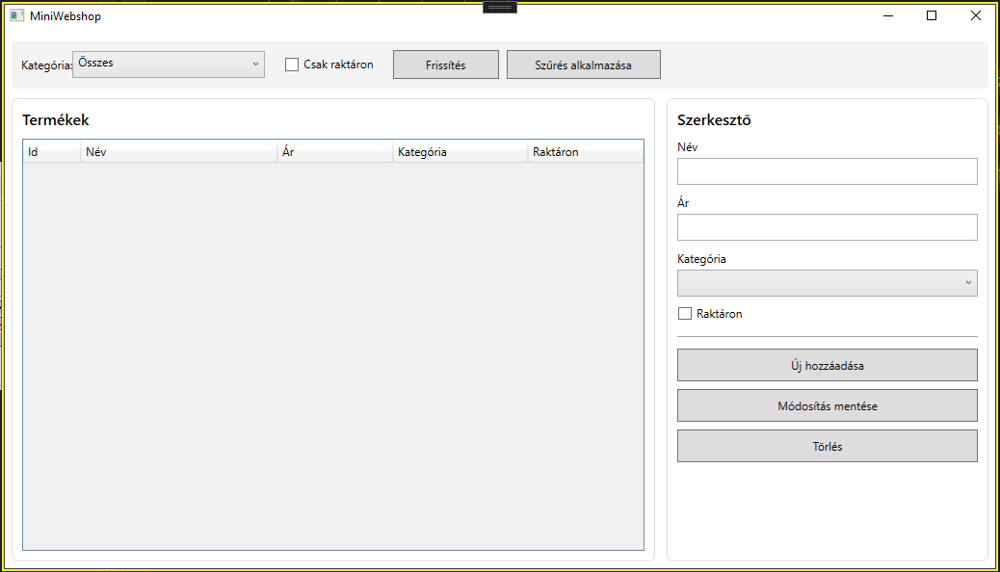 MiniWebshop
Kategória: Összes Csak raktáron Frissítés Szűrés alkalmazása
Termékek
Id Név Ár Kategória Raktáron
Szerkesztő
Név
Ár
Kategória
Raktáron
Új hozzáadása
Módosítás mentése
Törlés